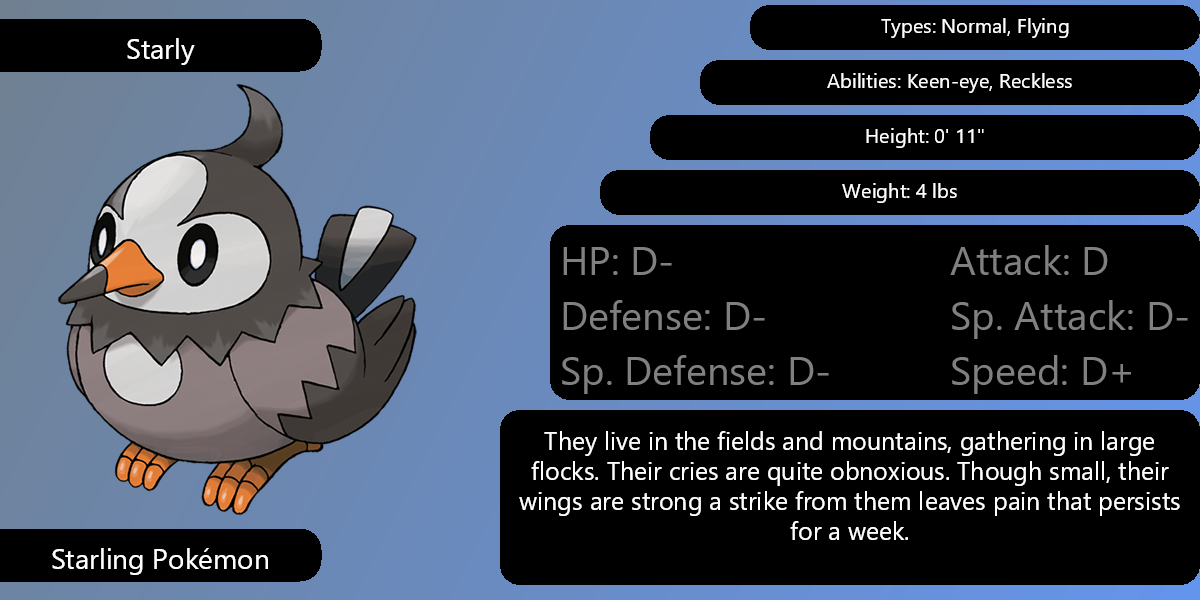 Starly
Types: Normal, Flying
Abilities: Keen-eye, Reckless
Height: 0' 11"
Weight: 4 lbs
HP: D-
Attack: D
Defense: D-
Sp. Attack: D-
Sp. Defense: D-
Speed: D+
They live in the fields and mountains, gathering in large
flocks. Their cries are quite obnoxious. Though small, their
wings are strong a strike from them leaves pain that persists
for a week.
Starling Pokémon